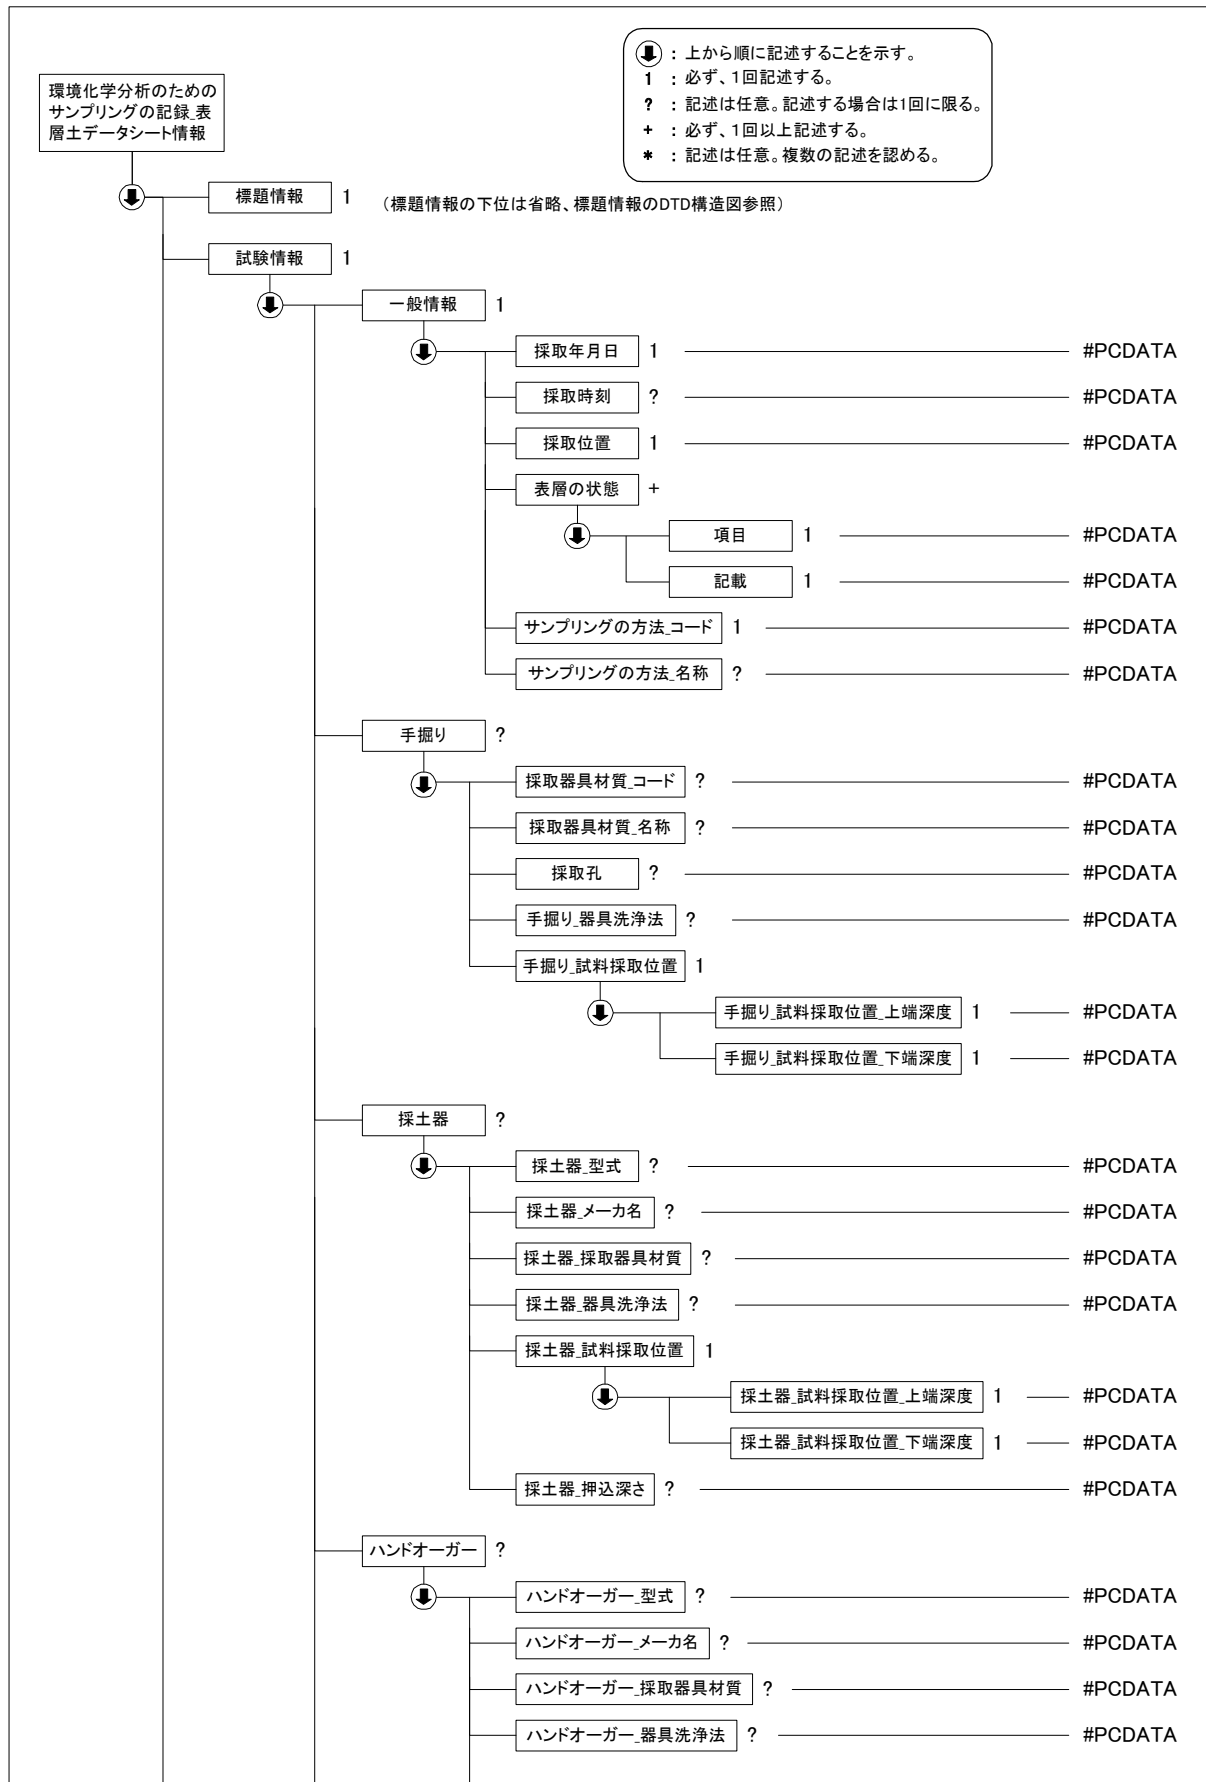 ： 上から順に記述することを示す。
1 ： 必ず、1回記述する。
? ： 記述は任意。記述する場合は1回に限る。
+ ： 必ず、1回以上記述する。
* ： 記述は任意。複数の記述を認める。
環境化学分析のための
サンプリングの記録_表
層土データシート情報
標題情報 1 （標題情報の下位は省略、標題情報のDTD構造図参照）
試験情報 1
一般情報 1
採取年月日 1 #PCDATA
採取時刻 ? #PCDATA
採取位置 1 #PCDATA
表層の状態 +
項目 1 #PCDATA
記載 1 #PCDATA
サンプリングの方法_コード 1 #PCDATA
サンプリングの方法_名称 ? #PCDATA
手掘り ?
採取器具材質_コード ? #PCDATA
採取器具材質_名称 ? #PCDATA
採取孔 ? #PCDATA
手掘り_器具洗浄法 ? #PCDATA
手掘り_試料採取位置 1
手掘り_試料採取位置_上端深度 1 #PCDATA
手掘り_試料採取位置_下端深度 1 #PCDATA
採土器 ?
採土器_型式 ? #PCDATA
採土器_メーカ名 ? #PCDATA
採土器_採取器具材質 ? #PCDATA
採土器_器具洗浄法 ? #PCDATA
採土器_試料採取位置 1
採土器_試料採取位置_上端深度 1 #PCDATA
採土器_試料採取位置_下端深度 1 #PCDATA
採土器_押込深さ ? #PCDATA
ハンドオーガー ?
ハンドオーガー_型式 ? #PCDATA
ハンドオーガー_メーカ名 ? #PCDATA
ハンドオーガー_採取器具材質 ? #PCDATA
ハンドオーガー_器具洗浄法 ? #PCDATA